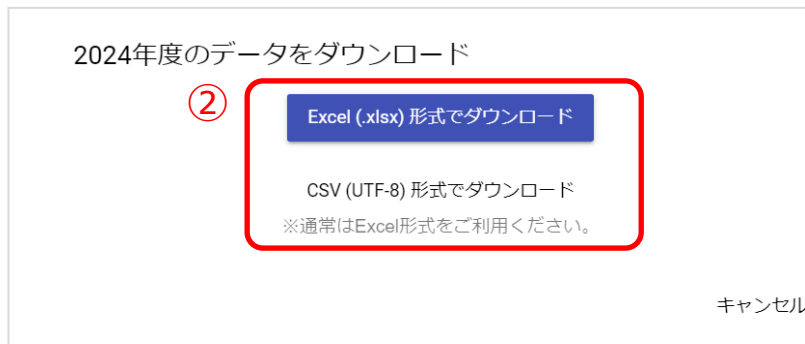 2024年度のデータをダウンロード
②
Excel (.xlsx) 形式でダウンロード
CSV (UTF-8) 形式でダウンロード
※通常はExcel形式をご利用ください。
キャンセル